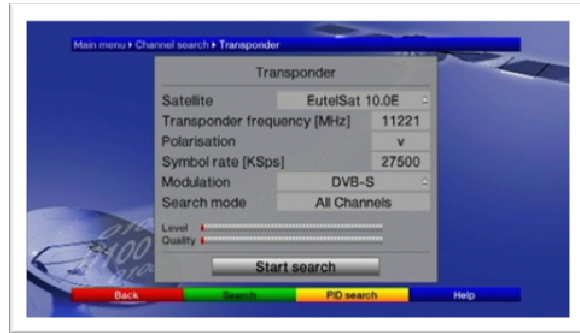 Main menu ▸ Channel search ▸ Transponder
Transponder
Satellite EutelSat 10.0E
Transponder frequency [MHz] 11221
Polarisation v
Symbol rate [KSps] 27500
Modulation DVB-S
Search mode All Channels
Level
Quality
Start search
Back Search PID search Help